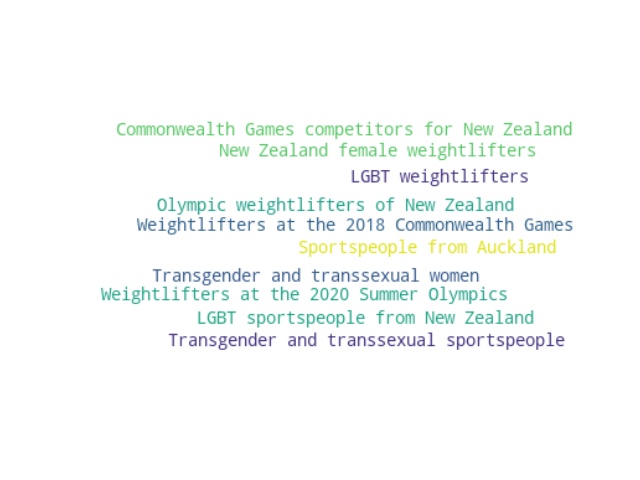 Commonwealth Games competitors for New Zealand
New Zealand female weightlifters
LGBT weightlifters
Olympic weightlifters of New Zealand
Weightlifters at the 2018 Commonwealth Games
Sportspeople from Auckland
Transgender and transsexual women
Weightlifters at the 2020 Summer Olympics
LGBT sportspeople from New Zealand
Transgender and transsexual sportspeople